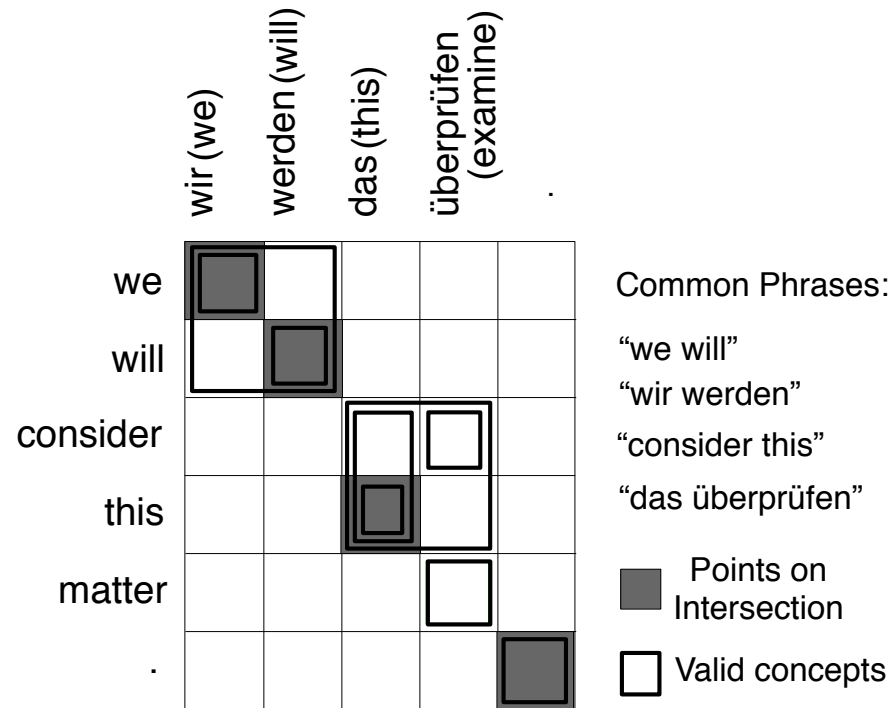 wir (we)
werden (will)
das (this)
überprüfen
(examine)
.
we
will
consider
this
matter
.
Common Phrases:
“we will”
“wir werden”
“consider this”
“das überprüfen”
Points on
Intersection
Valid concepts